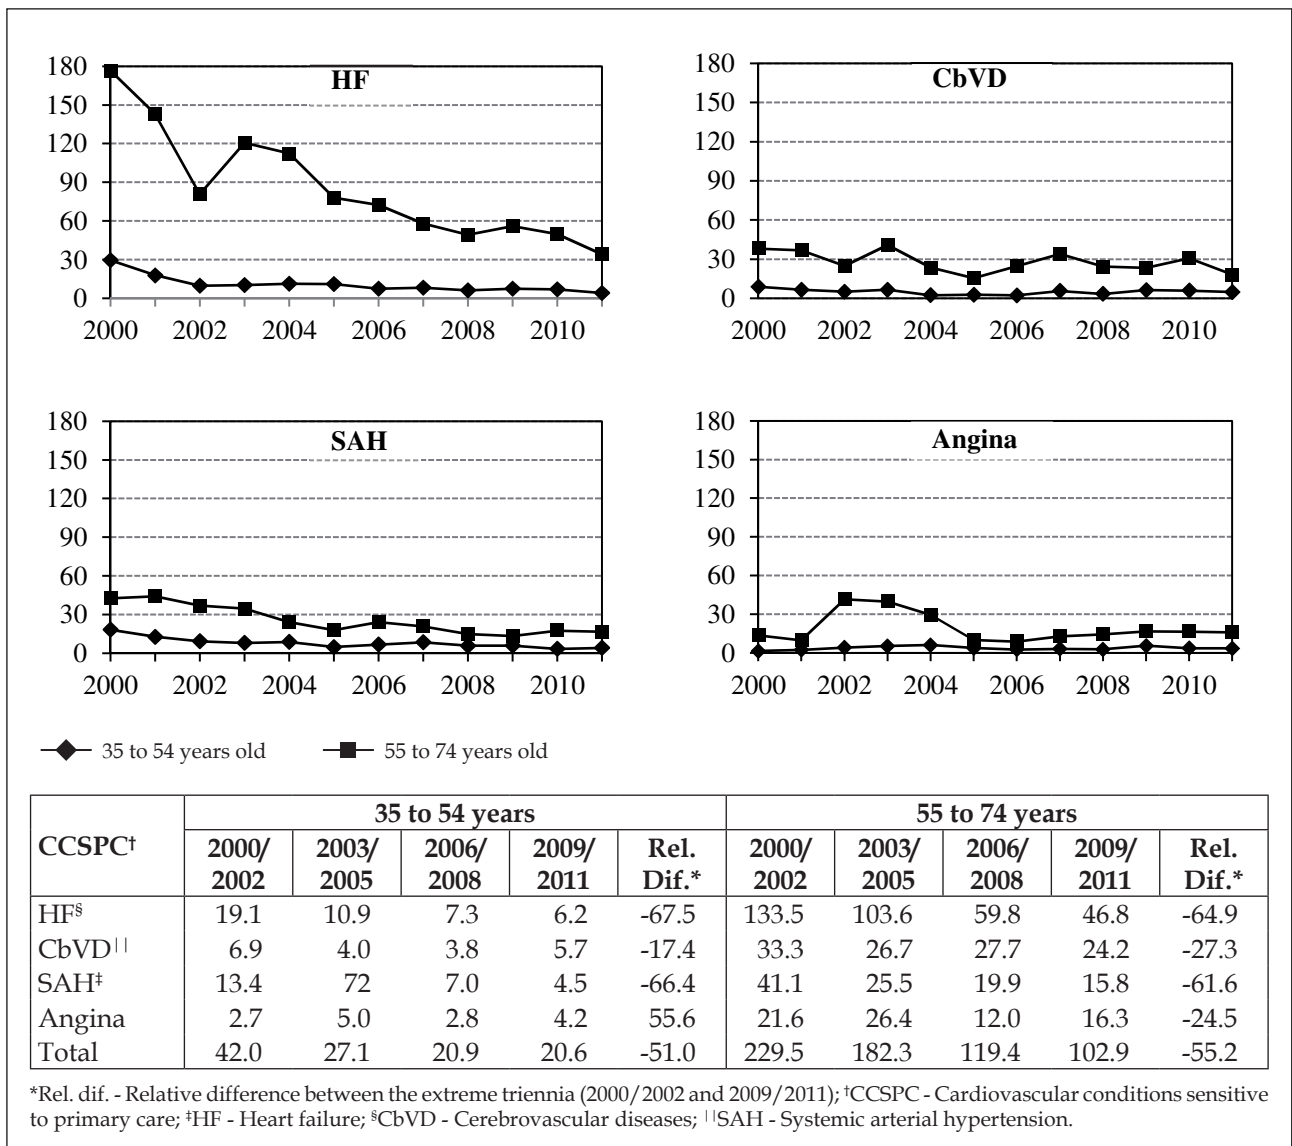 HF
180
150
120
90
60
30
0
2000 2002 2004 2006 2008 2010
CbVD
180
150
120
90
60
30
0
2000 2002 2004 2006 2008 2010
SAH
180
150
120
90
60
30
0
2000 2002 2004 2006 2008 2010
Angina
180
150
120
90
60
30
0
2000 2002 2004 2006 2008 2010
35 to 54 years old 55 to 74 years old
CCSPC† 35 to 54 years 55 to 74 years
2000/2002 2003/2005 2006/2008 2009/2011 Rel. Dif.* 2000/2002 2003/2005 2006/2008 2009/2011 Rel. Dif.*
HF§ 19.1 10.9 7.3 6.2 -67.5 133.5 103.6 59.8 46.8 -64.9
CbVD|| 6.9 4.0 3.8 5.7 -17.4 33.3 26.7 27.7 24.2 -27.3
SAH‡ 13.4 72 7.0 4.5 -66.4 41.1 25.5 19.9 15.8 -61.6
Angina 2.7 5.0 2.8 4.2 55.6 21.6 26.4 12.0 16.3 -24.5
Total 42.0 27.1 20.9 20.6 -51.0 229.5 182.3 119.4 102.9 -55.2
*Rel. dif. - Relative difference between the extreme triennia (2000/2002 and 2009/2011); †CCSPC - Cardiovascular conditions sensitive
to primary care; ‡HF - Heart failure; §CbVD - Cerebrovascular diseases; ||SAH - Systemic arterial hypertension.